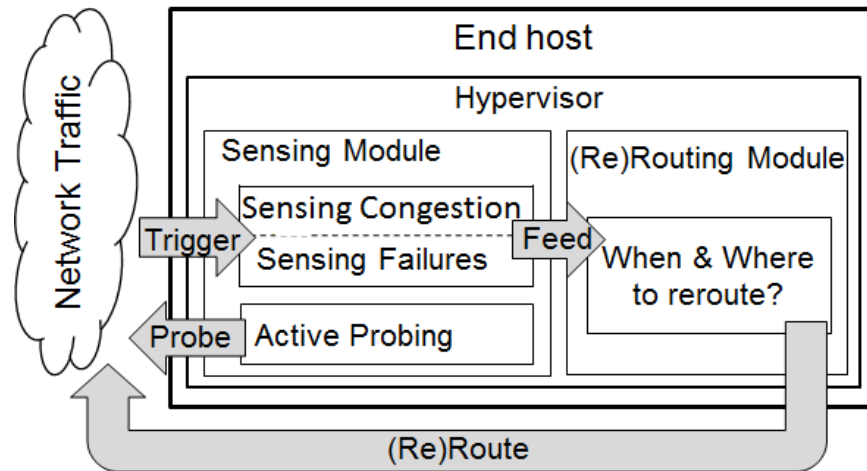 End host
Hypervisor
Network Traffic
Sensing Module
(Re)Routing Module
Sensing Congestion
Trigger
Feed
Sensing Failures
When & Where
to reroute?
Probe
Active Probing
(Re)Route